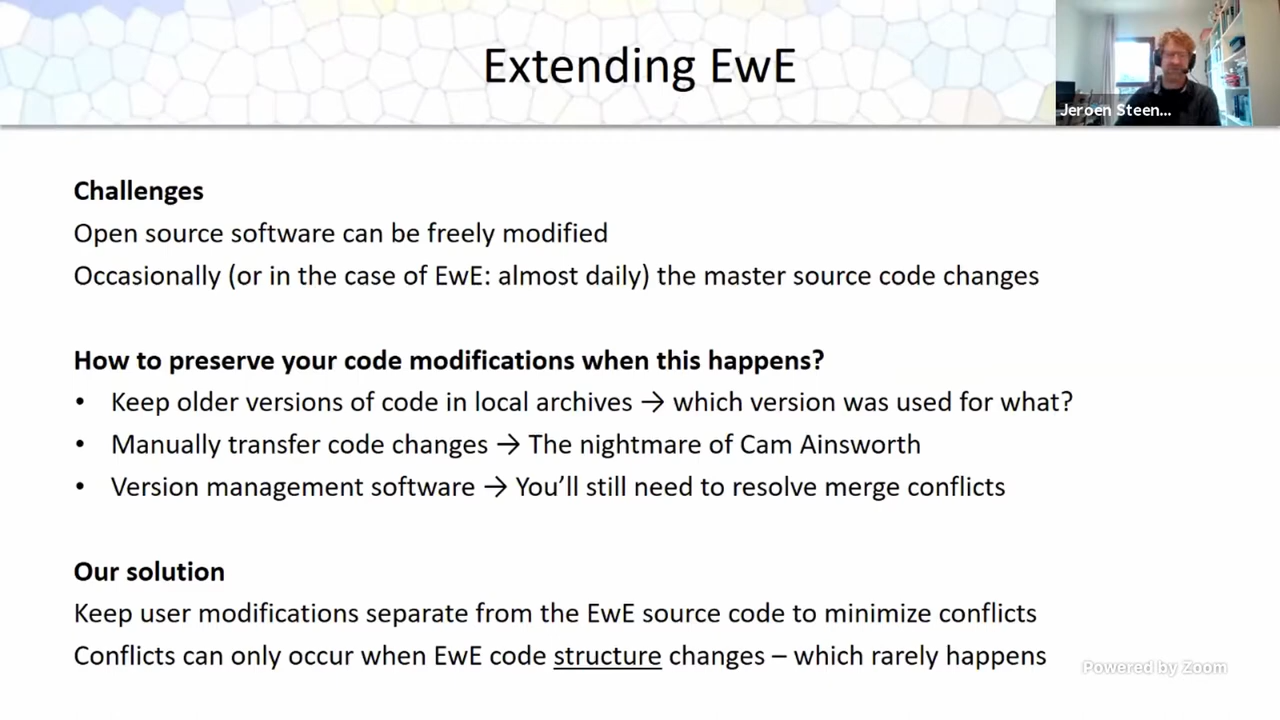 Extending EwE
Jeroen Steen...
Challenges
Open source software can be freely modified
Occasionally (or in the case of EwE: almost daily) the master source code changes
How to preserve your code modifications when this happens?
• Keep older versions of code in local archives → which version was used for what?
• Manually transfer code changes → The nightmare of Cam Ainsworth
• Version management software → You’ll still need to resolve merge conflicts
Our solution
Keep user modifications separate from the EwE source code to minimize conflicts
Conflicts can only occur when EwE code structure changes – which rarely happens
Powered by Zoom